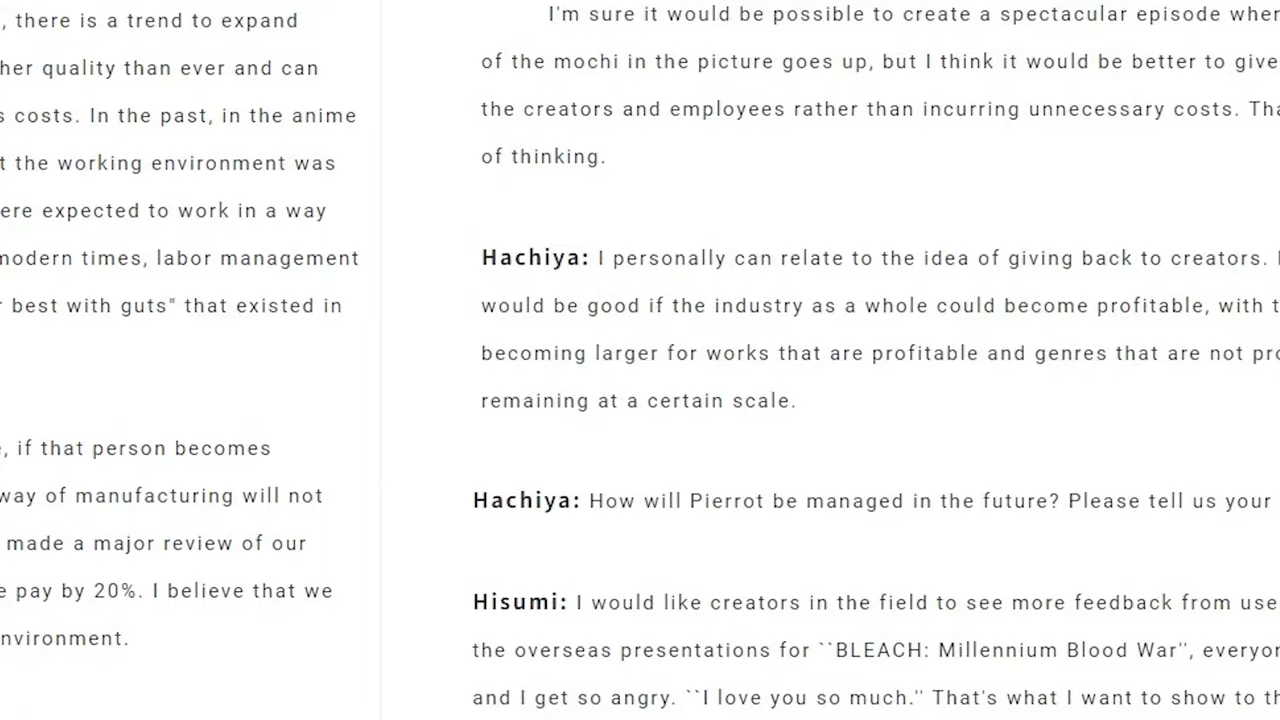 , there is a trend to expand
her quality than ever and can
s costs. In the past, in the anime
t the working environment was
ere expected to work in a way
modern times, labor management
r best with guts" that existed in
, if that person becomes
way of manufacturing will not
made a major review of our
e pay by 20%. I believe that we
nvironment.
I'm sure it would be possible to create a spectacular episode wher
of the mochi in the picture goes up, but I think it would be better to give
the creators and employees rather than incurring unnecessary costs. Tha
of thinking.
Hachiya: I personally can relate to the idea of giving back to creators. I
would be good if the industry as a whole could become profitable, with t
becoming larger for works that are profitable and genres that are not pro
remaining at a certain scale.
Hachiya: How will Pierrot be managed in the future? Please tell us your
Hisumi: I would like creators in the field to see more feedback from use
the overseas presentations for ``BLEACH: Millennium Blood War'', everyon
and I get so angry. ``I love you so much.'' That's what I want to show to th